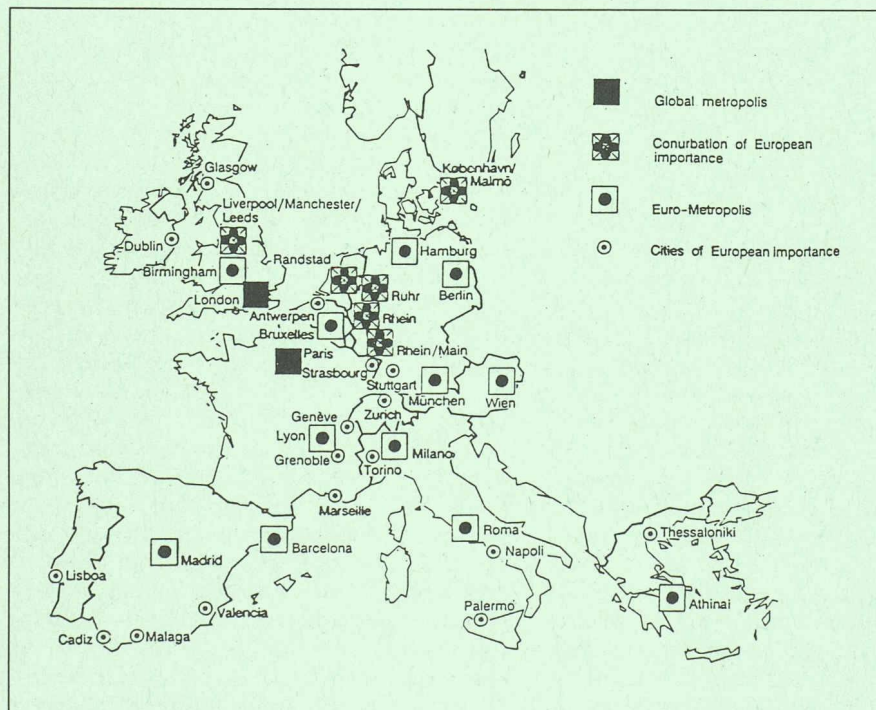 Global metropolis
Conurbation of European
importance
Euro-Metropolis
Cities of European importance
Glasgow
København/
Malmö
Liverpool/Manchester/
Leeds
Dublin
Birmingham
Randstad
Hamburg
Berlin
London
Ruhr
Antwerpen
Rhein
Bruxelles
Paris
Rhein/Main
Strasbourg
Stuttgart
München
Wien
Zurich
Genève
Lyon
Milano
Grenoble
Torino
Marseille
Roma
Thessaloniki
Madrid
Barcelona
Napoli
Lisboa
Athinai
Valencia
Palermo
Cadiz
Malaga